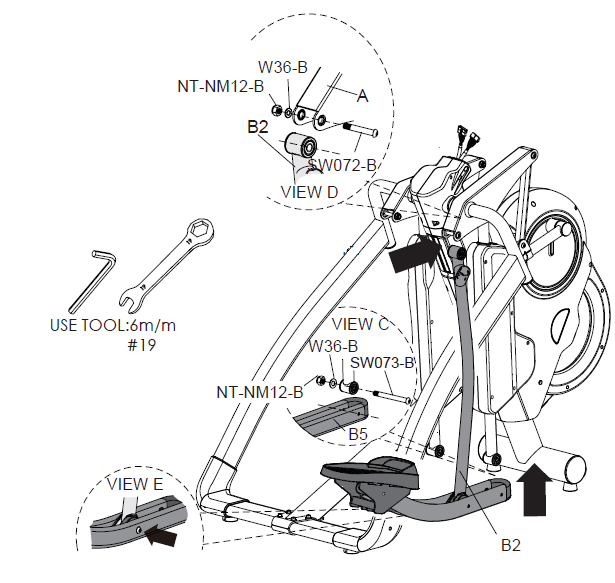 W36-B
NT-NM12-B
A
B2
SW072-B
VIEW D
USE TOOL:6m/m
#19
VIEW C
W36-B
SW073-B
NT-NM12-B
B5
VIEW E
B2